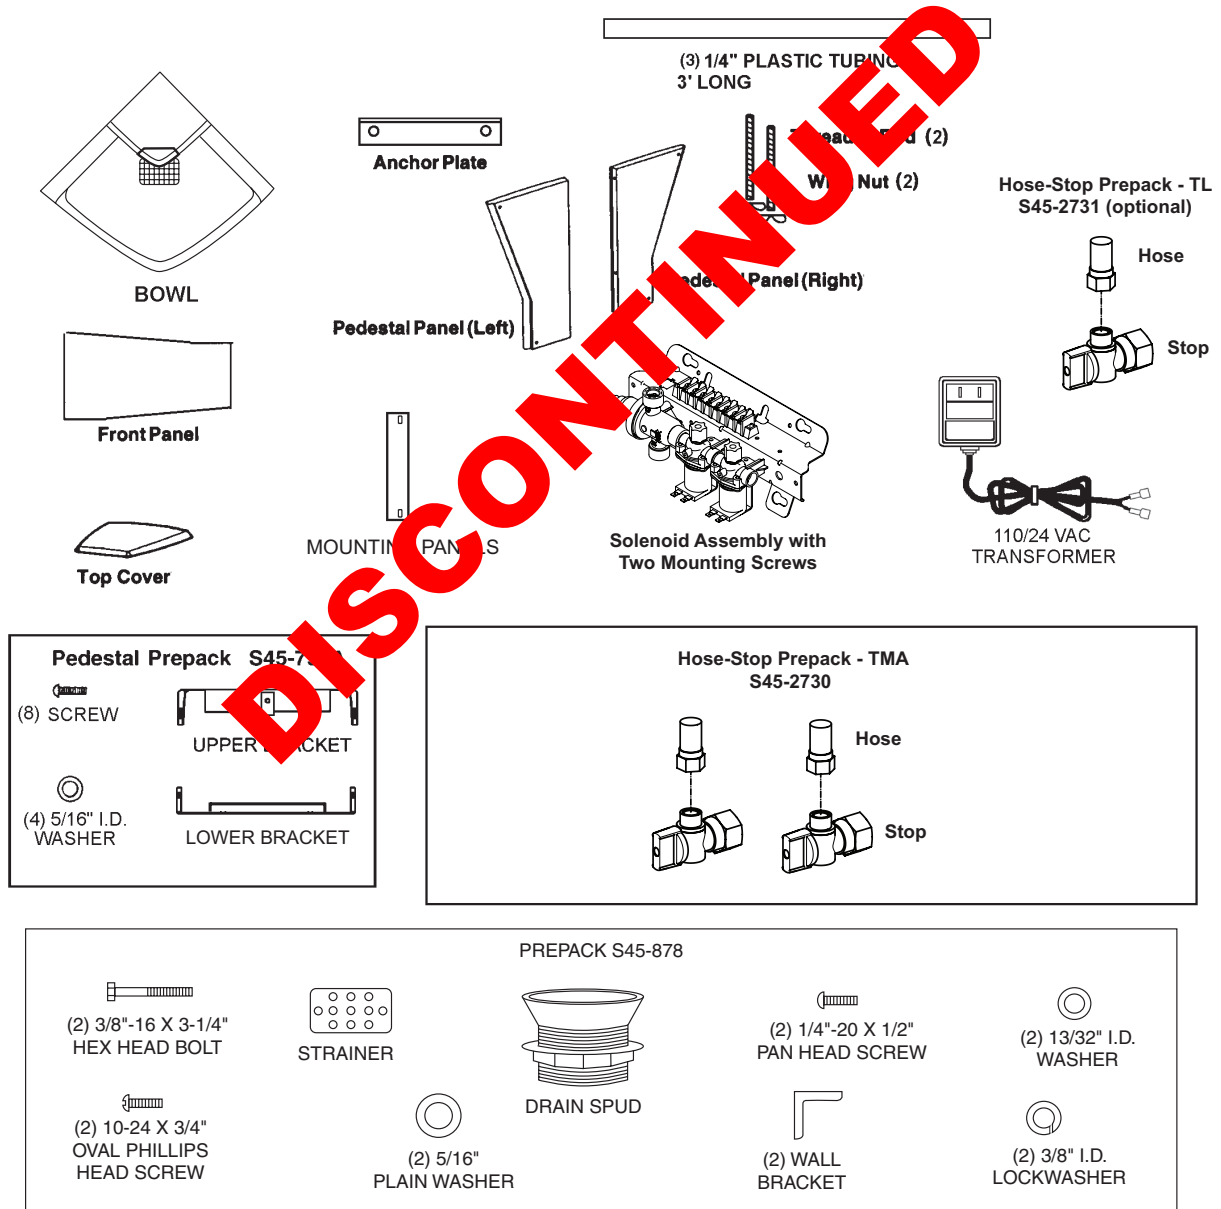 (3) 1/4" PLASTIC TUBING
3' LONG
Anchor Plate
(2)
Nut (2)
Hose-Stop Prepack - TL
S45-2731 (optional)
Hose
Stop
BOWL
Panel (Right)
Pedestal Panel (Left)
Front Panel
Top Cover
MOUNTING
Solenoid Assembly with
Two Mounting Screws
110/24 VAC
TRANSFORMER
DISCONTINUED
Pedestal Prepack
(8) SCREW
UPPER
(4) 5/16" I.D.
WASHER
LOWER BRACKET
Hose-Stop Prepack - TMA
S45-2730
Hose
Stop
PREPACK S45-878
(2) 3/8"-16 X 3-1/4"
HEX HEAD BOLT
STRAINER
DRAIN SPUD
(2) 1/4"-20 X 1/2"
PAN HEAD SCREW
(2) 13/32" I.D.
WASHER
(2) 10-24 X 3/4"
OVAL PHILLIPS
HEAD SCREW
(2) 5/16"
PLAIN WASHER
(2) WALL
BRACKET
(2) 3/8" I.D.
LOCKWASHER